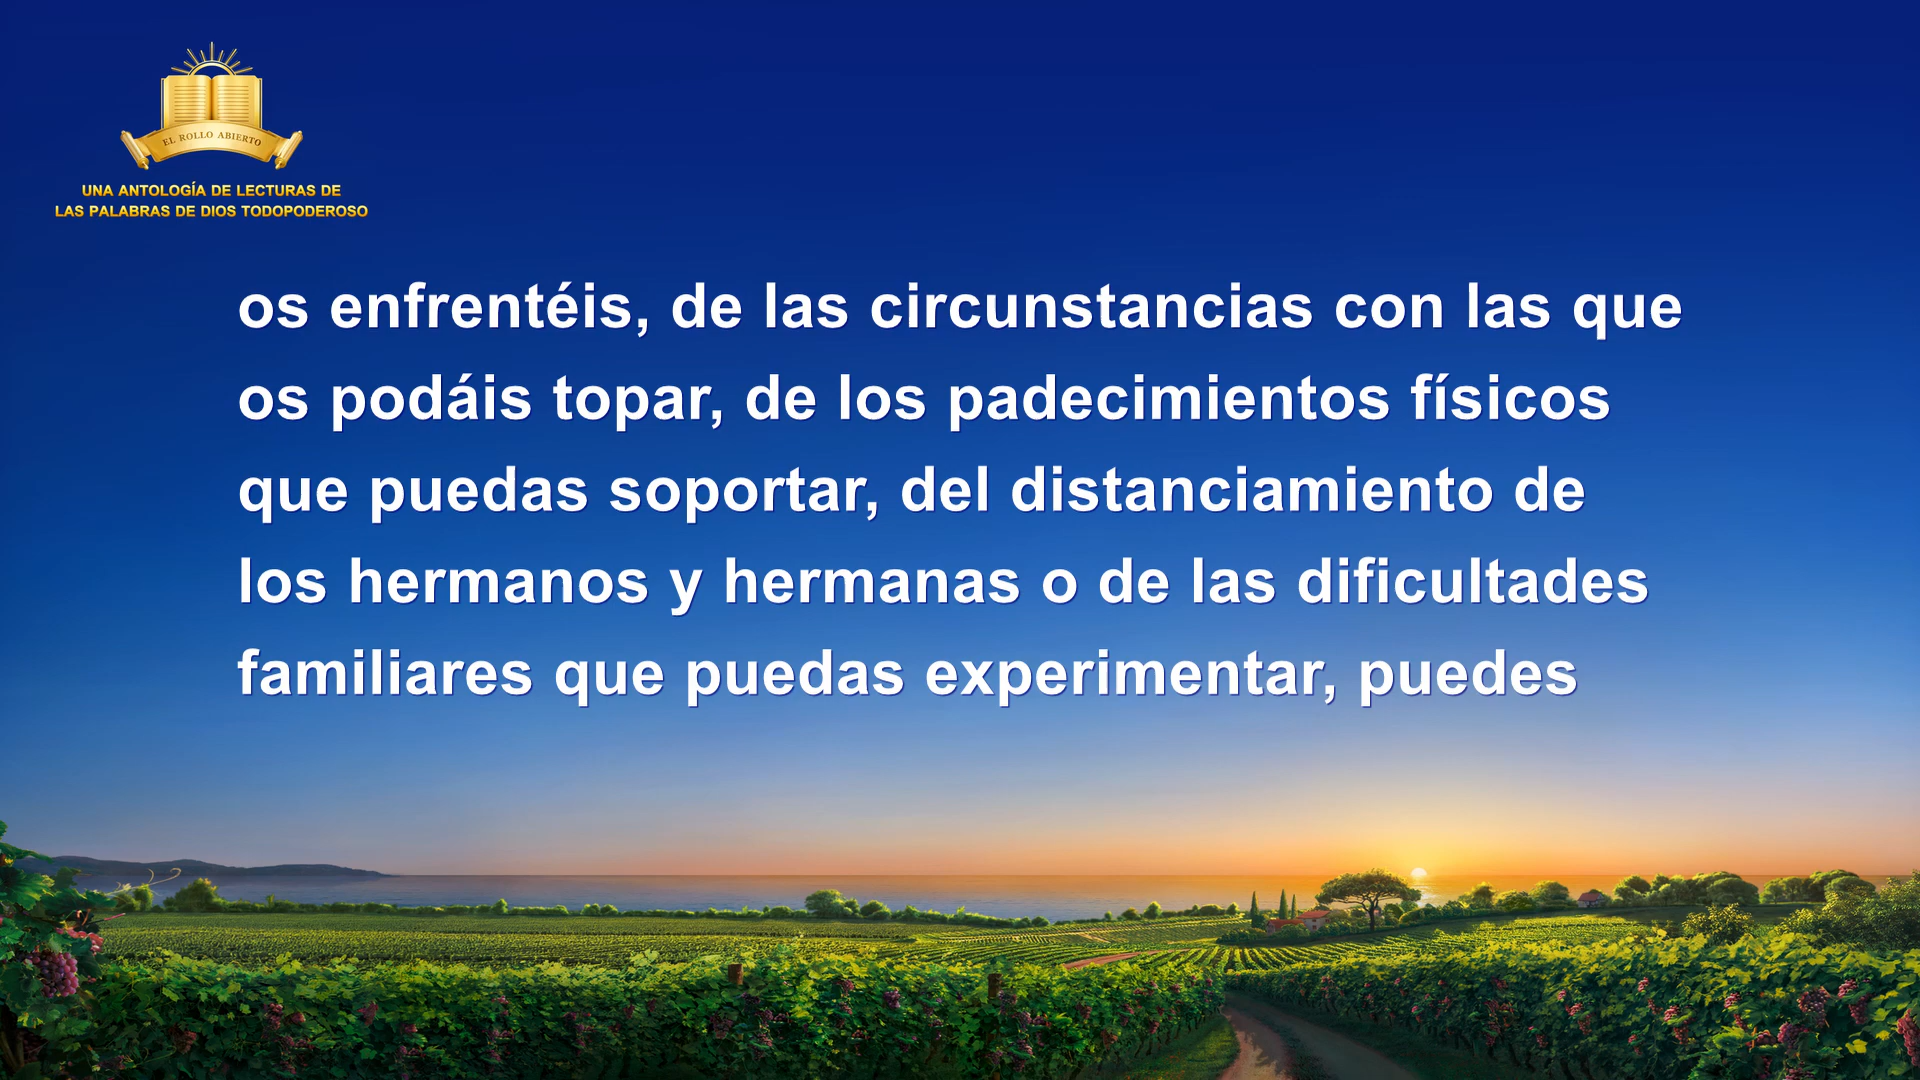 EL ROLLO ABIERTO
UNA ANTOLOGÍA DE LECTURAS DE
LAS PALABRAS DE DIOS TODOPODEROSO
os enfrentéis, de las circunstancias con las que
os podáis topar, de los padecimientos físicos
que puedas soportar, del distanciamiento de
los hermanos y hermanas o de las dificultades
familiares que puedas experimentar, puedes